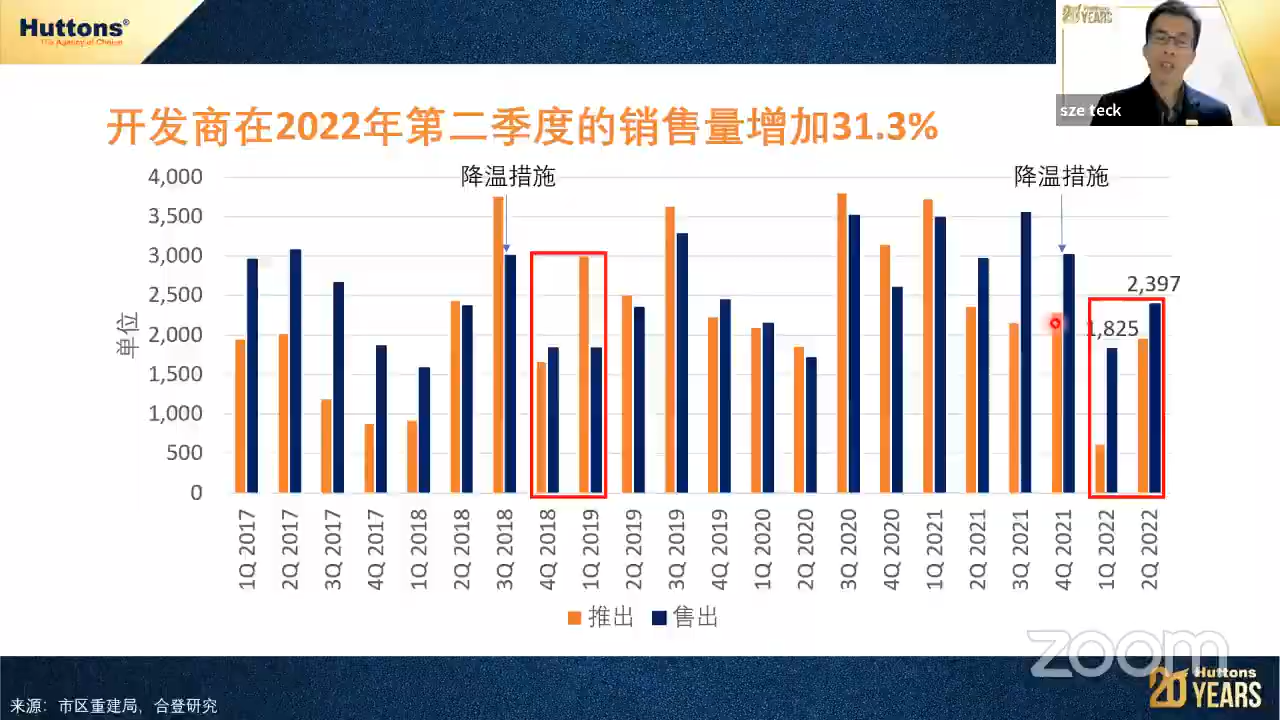 Huttons®
The Agency of Choice
20 YEARS
sze teck
开发商在2022年第二季度的销售量增加31.3%
降温措施
降温措施
4,000
3,500
3,000
2,500
2,000
1,500
1,000
500
0
单位
1,825
2,397
1Q 2017
2Q 2017
3Q 2017
4Q 2017
1Q 2018
2Q 2018
3Q 2018
4Q 2018
1Q 2019
2Q 2019
3Q 2019
4Q 2019
1Q 2020
2Q 2020
3Q 2020
4Q 2020
1Q 2021
2Q 2021
3Q 2021
4Q 2021
1Q 2022
2Q 2022
推出 售出
zoom
来源：市区重建局，合登研究
Huttons
20 YEARS